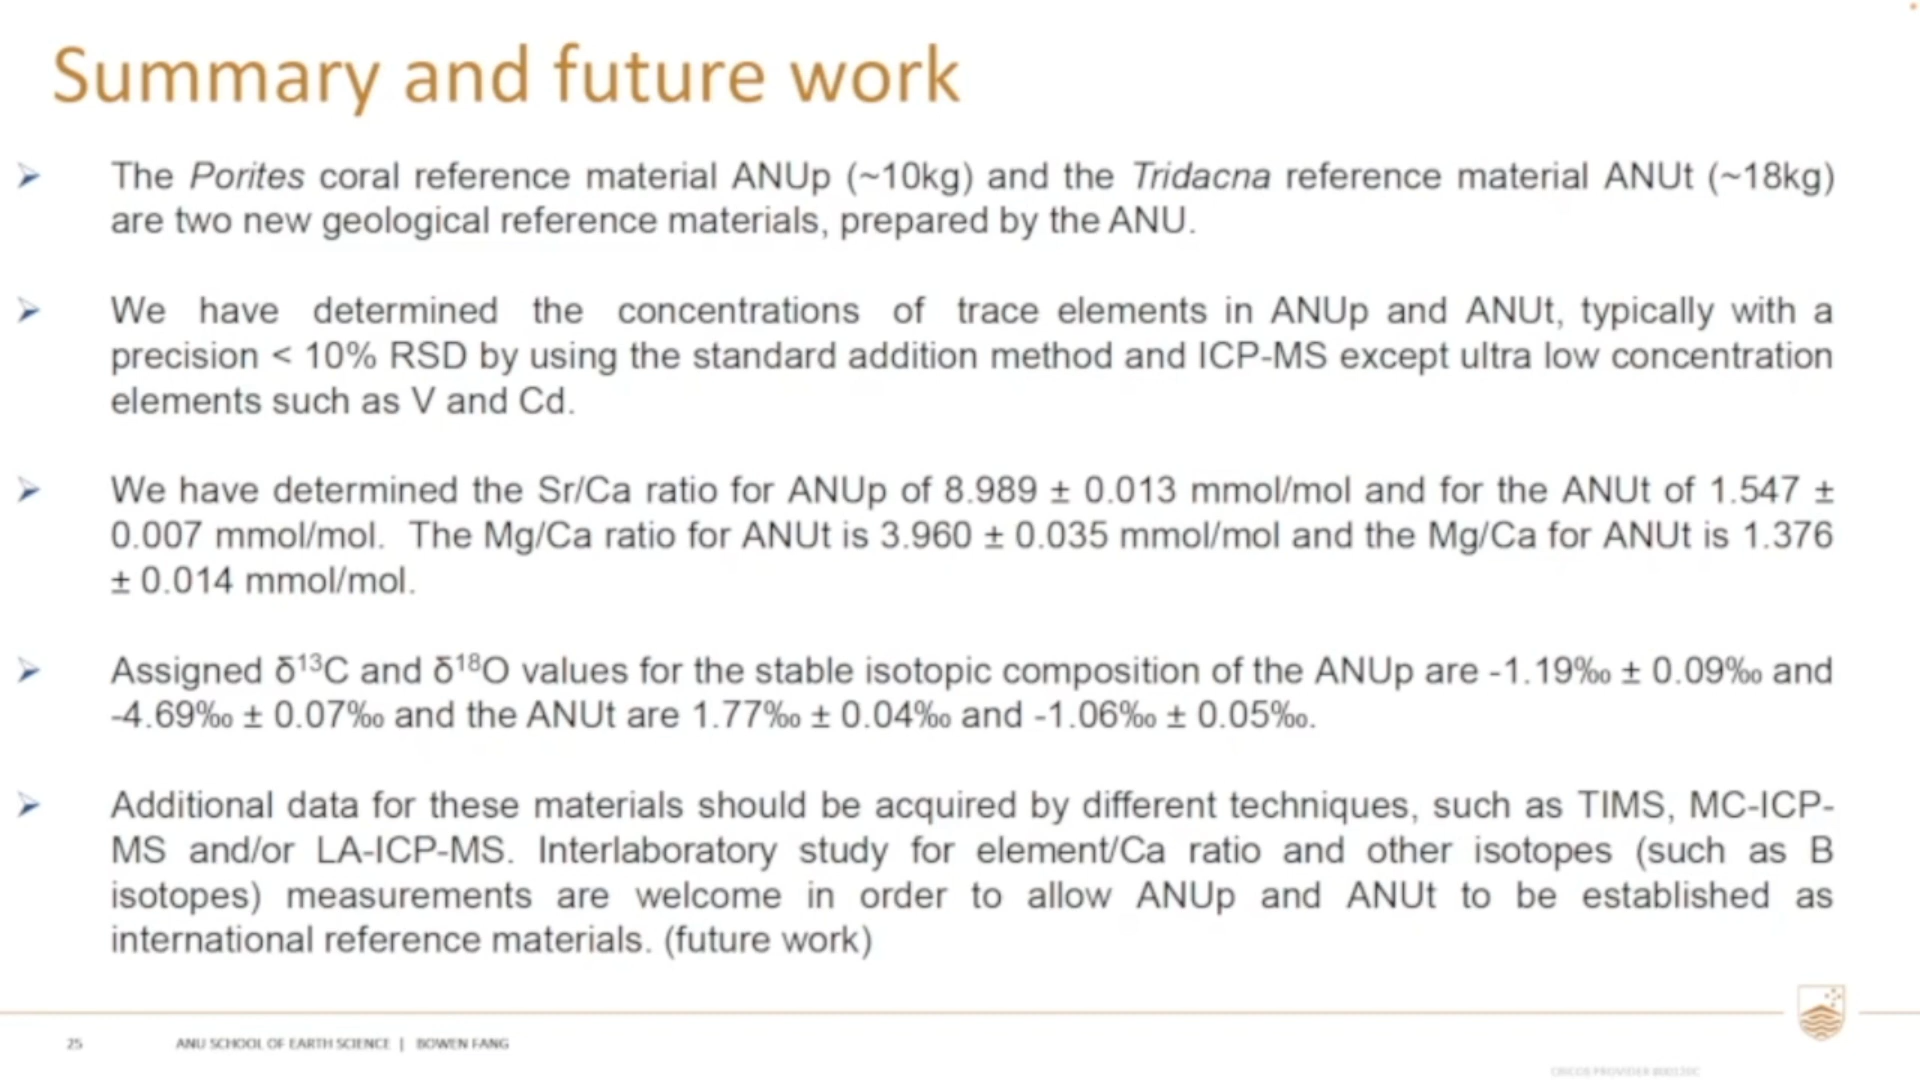 Summary and future work
The Porites coral reference material ANUp (~10kg) and the Tridacna reference material ANUt (~18kg)
are two new geological reference materials, prepared by the ANU.
We have determined the concentrations of trace elements in ANUp and ANUt, typically with a
precision < 10% RSD by using the standard addition method and ICP-MS except ultra low concentration
elements such as V and Cd.
We have determined the Sr/Ca ratio for ANUp of 8.989 ± 0.013 mmol/mol and for the ANUt of 1.547 ±
0.007 mmol/mol. The Mg/Ca ratio for ANUt is 3.960 ± 0.035 mmol/mol and the Mg/Ca for ANUt is 1.376
± 0.014 mmol/mol.
Assigned δ¹³C and δ¹⁸O values for the stable isotopic composition of the ANUp are -1.19‰ ± 0.09‰ and
-4.69‰ ± 0.07‰ and the ANUt are 1.77‰ ± 0.04‰ and -1.06‰ ± 0.05‰.
Additional data for these materials should be acquired by different techniques, such as TIMS, MC-ICP-
MS and/or LA-ICP-MS. Interlaboratory study for element/Ca ratio and other isotopes (such as B
isotopes) measurements are welcome in order to allow ANUp and ANUt to be established as
international reference materials. (future work)
25 ANU SCHOOL OF EARTH SCIENCE | BOWEN FANG
CRICOS PROVIDER